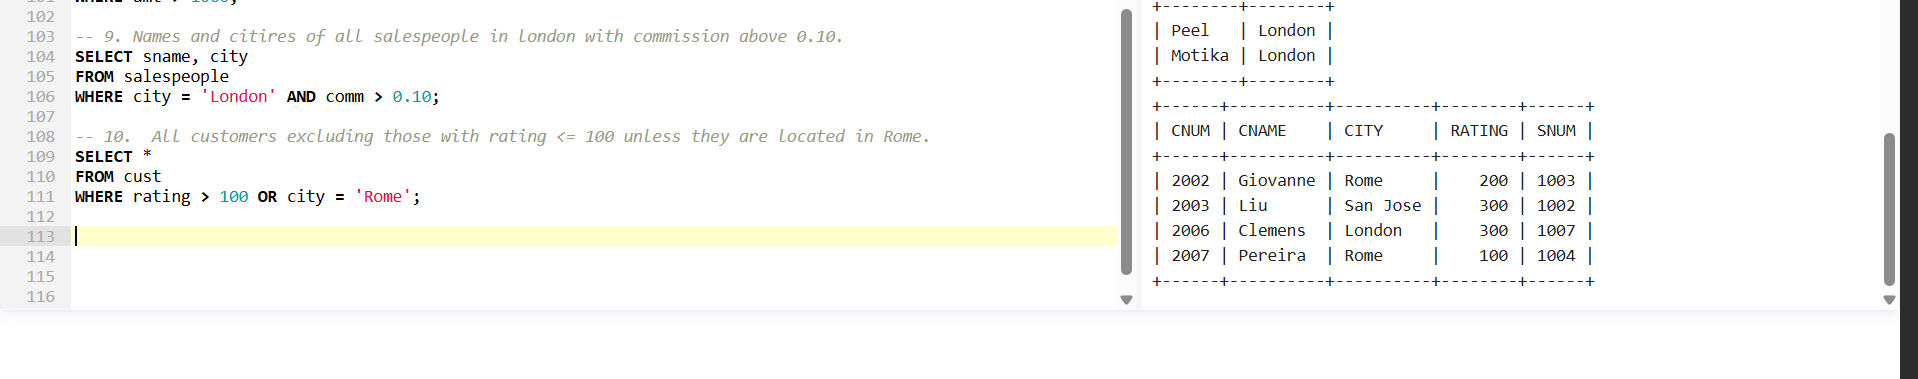 101 WHERE amt > 1000;
102
103 -- 9. Names and citires of all salespeople in london with commission above 0.10.
104 SELECT sname, city
105 FROM salespeople
106 WHERE city = 'London' AND comm > 0.10;
107
108 -- 10.  All customers excluding those with rating <= 100 unless they are located in Rome.
109 SELECT *
110 FROM cust
111 WHERE rating > 100 OR city = 'Rome';
112
113
114
115
116
+--------+--------+
| Peel   | London |
| Motika | London |
+--------+--------+
+------+----------+----------+--------+------+
| CNUM | CNAME    | CITY     | RATING | SNUM |
+------+----------+----------+--------+------+
| 2002 | Giovanne | Rome     |    200 | 1003 |
| 2003 | Liu      | San Jose |    300 | 1002 |
| 2006 | Clemens  | London   |    300 | 1007 |
| 2007 | Pereira  | Rome     |    100 | 1004 |
+------+----------+----------+--------+------+